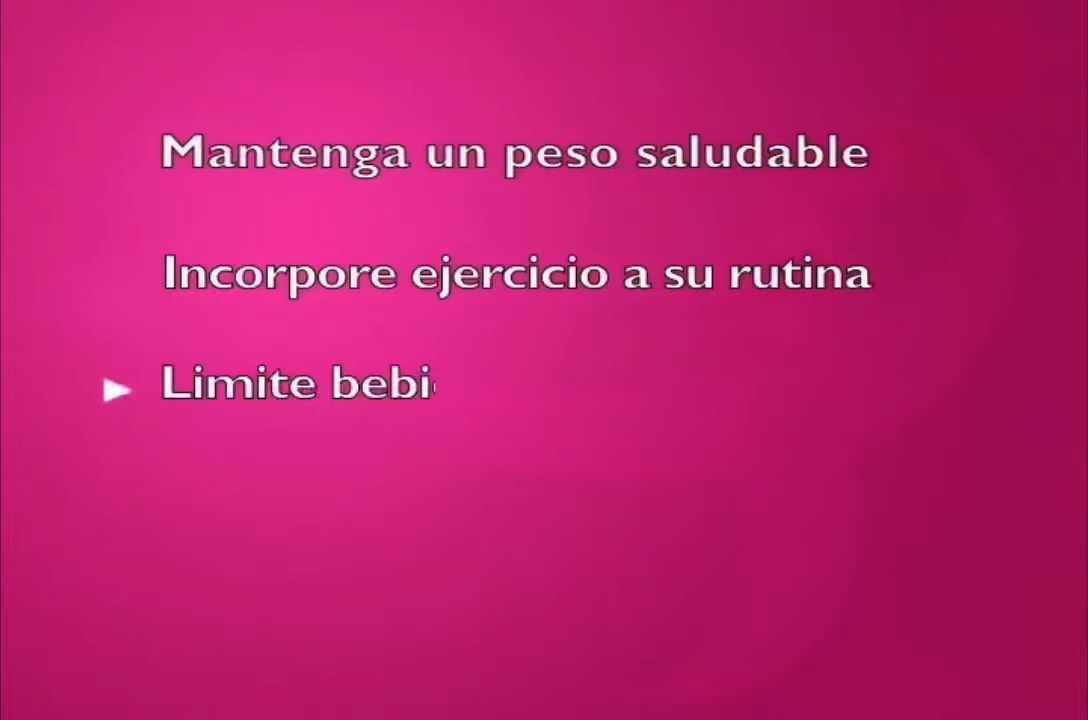 Mantenga un peso saludable
Incorpore ejercicio a su rutina
Limite bebi